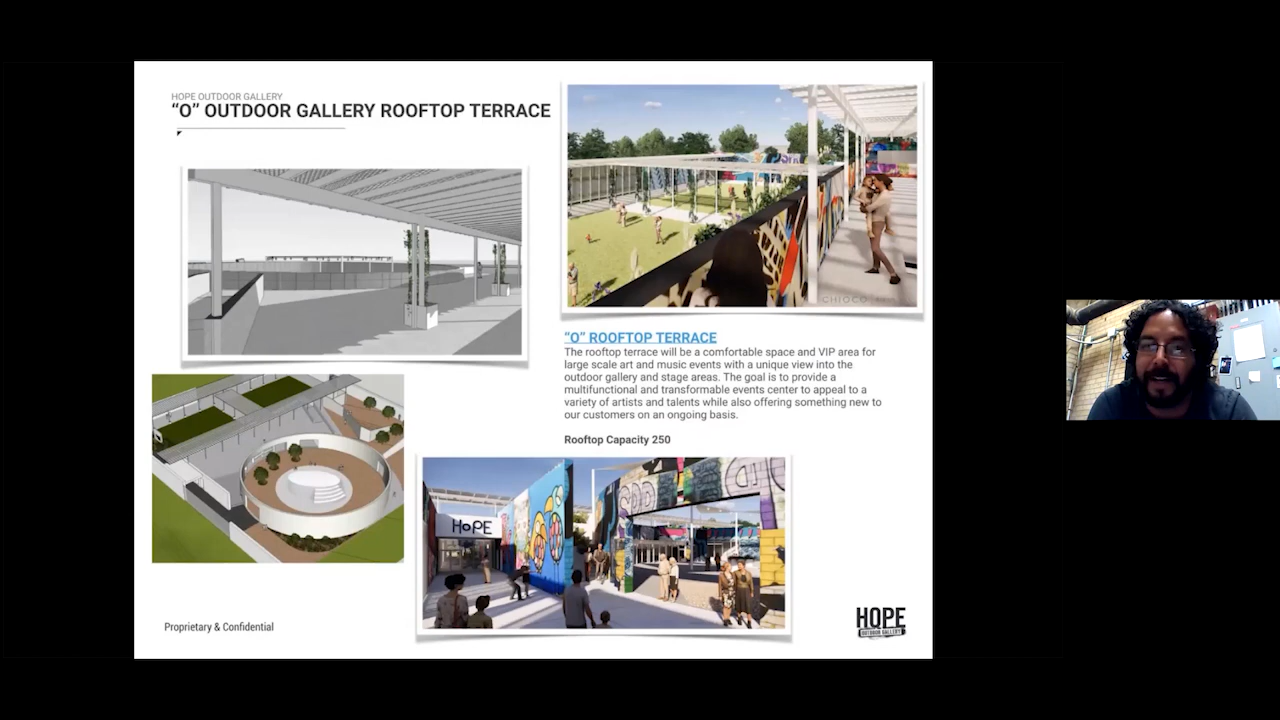 HOPE OUTDOOR GALLERY
“O” OUTDOOR GALLERY ROOFTOP TERRACE
CHIOCO
“O” ROOFTOP TERRACE
The rooftop terrace will be a comfortable space and VIP area for
large scale art and music events with a unique view into the
outdoor gallery and stage areas. The goal is to provide a
multifunctional and transformable events center to appeal to a
variety of artists and talents while also offering something new to
our customers on an ongoing basis.
Rooftop Capacity 250
HOPE
Proprietary & Confidential
HOPE
OUTDOOR GALLERY